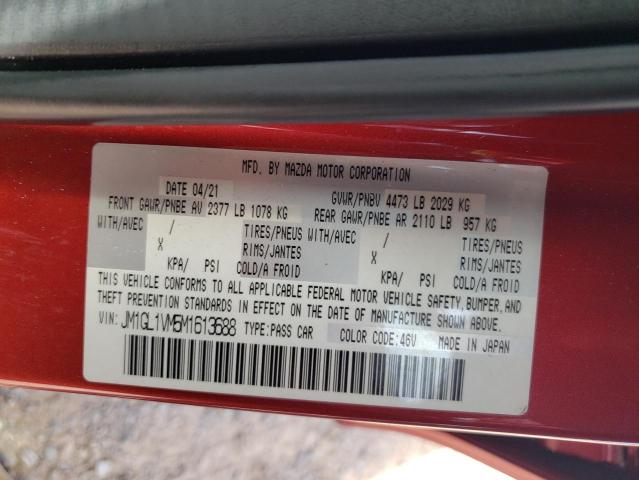 MFD. BY MAZDA MOTOR CORPORATION
DATE 04/21 GVWR/PNBV 4473 LB 2029 KG
FRONT GAWR/PNBE AV 2377 LB 1078 KG REAR GAWR/PNBE AR 2110 LB 957 KG
WITH/AVEC / TIRES/PNEUS WITH/AVEC / TIRES/PNEUS
X RIMS/JANTES X RIMS/JANTES
KPA/ PSI COLD/A FROID KPA/ PSI COLD/A FROID
THIS VEHICLE CONFORMS TO ALL APPLICABLE FEDERAL MOTOR VEHICLE SAFETY, BUMPER, AND
THEFT PREVENTION STANDARDS IN EFFECT ON THE DATE OF MANUFACTURE SHOWN ABOVE.
VIN: JM1GL1VM5M1613688 TYPE:PASS CAR COLOR CODE:46V MADE IN JAPAN